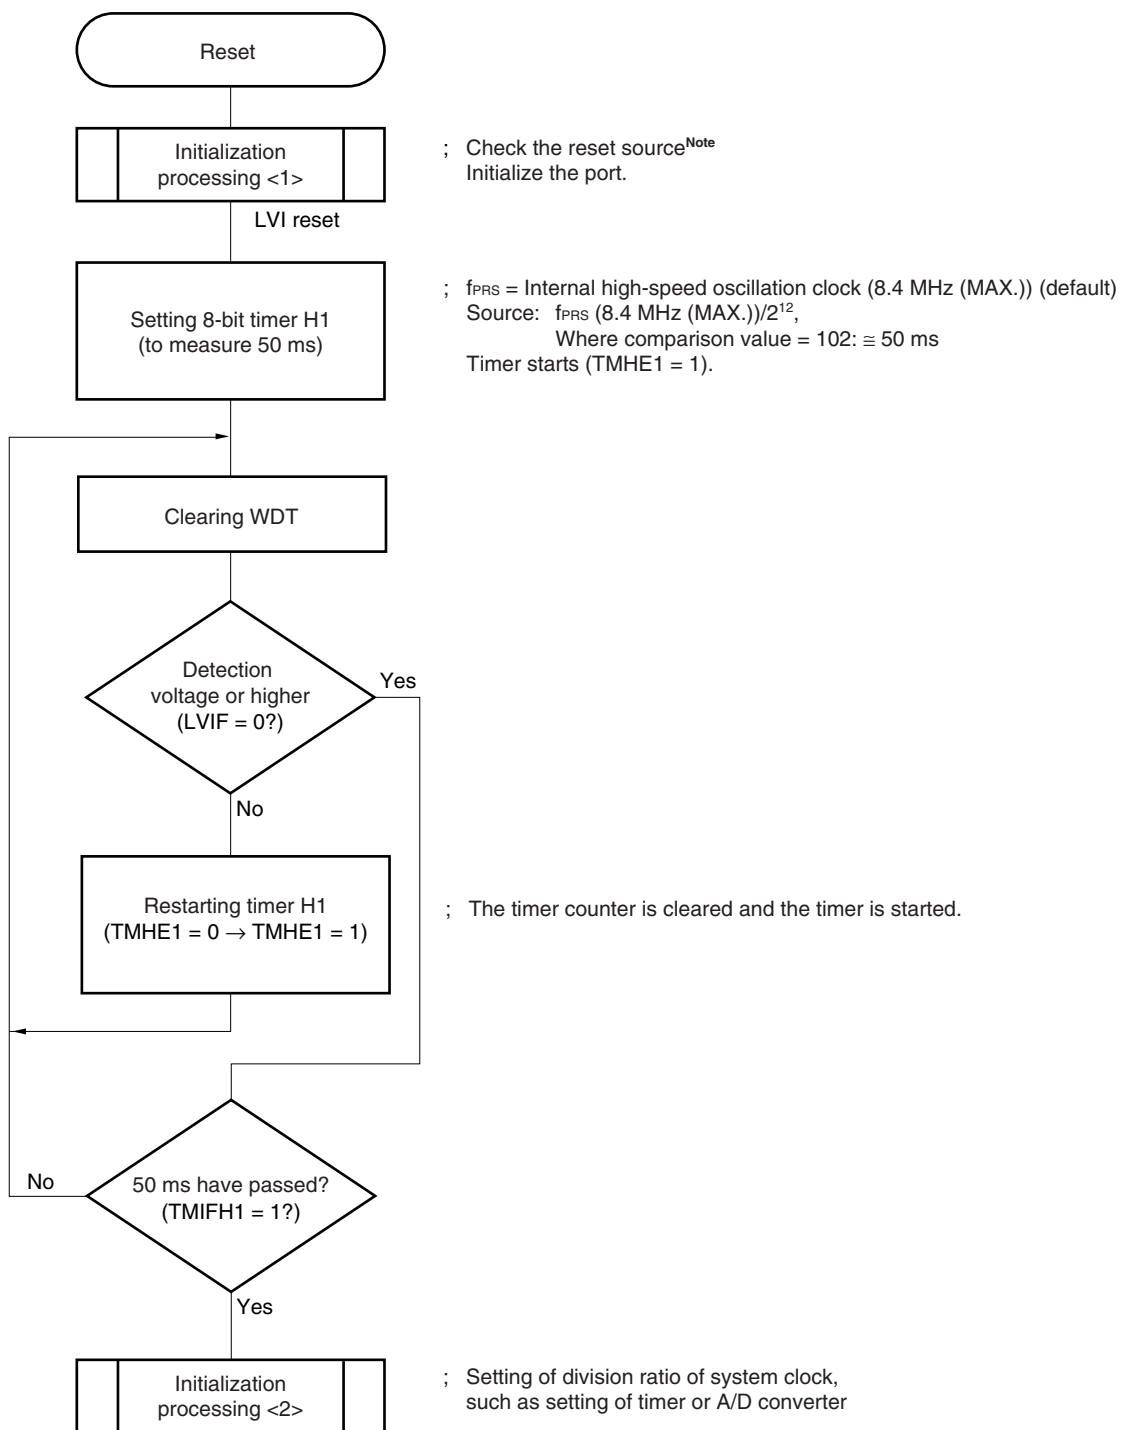 Reset
Initialization
processing <1>
; Check the reset sourceNote
Initialize the port.
LVI reset
Setting 8-bit timer H1
(to measure 50 ms)
; fPRS = Internal high-speed oscillation clock (8.4 MHz (MAX.)) (default)
Source: fPRS (8.4 MHz (MAX.))/2¹²,
Where comparison value = 102: ≅ 50 ms
Timer starts (TMHE1 = 1).
Clearing WDT
Detection
voltage or higher
(LVIF = 0?)
Yes
No
Restarting timer H1
(TMHE1 = 0 → TMHE1 = 1)
; The timer counter is cleared and the timer is started.
50 ms have passed?
(TMIFH1 = 1?)
No
Yes
Initialization
processing <2>
; Setting of division ratio of system clock,
such as setting of timer or A/D converter